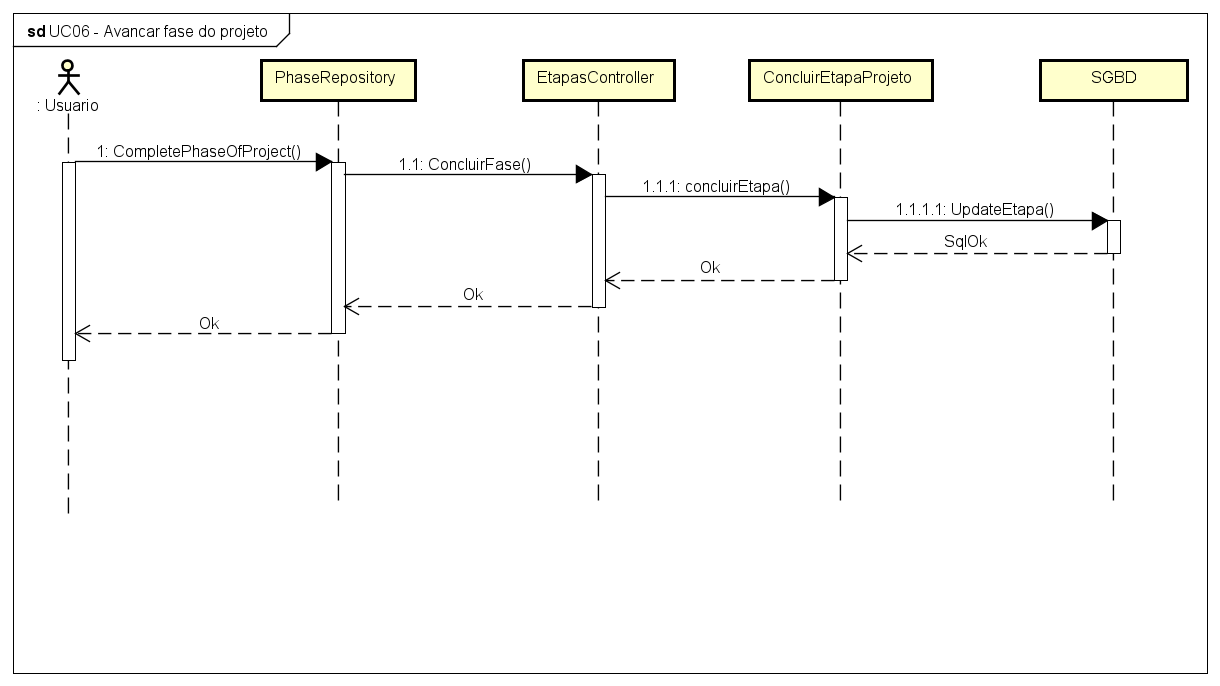 sd UC06 - Avancar fase do projeto
: Usuario
PhaseRepository
EtapasController
ConcluirEtapaProjeto
SGBD
1: CompletePhaseOfProject()
1.1: ConcluirFase()
1.1.1: concluirEtapa()
1.1.1.1: UpdateEtapa()
SqlOk
Ok
Ok
Ok